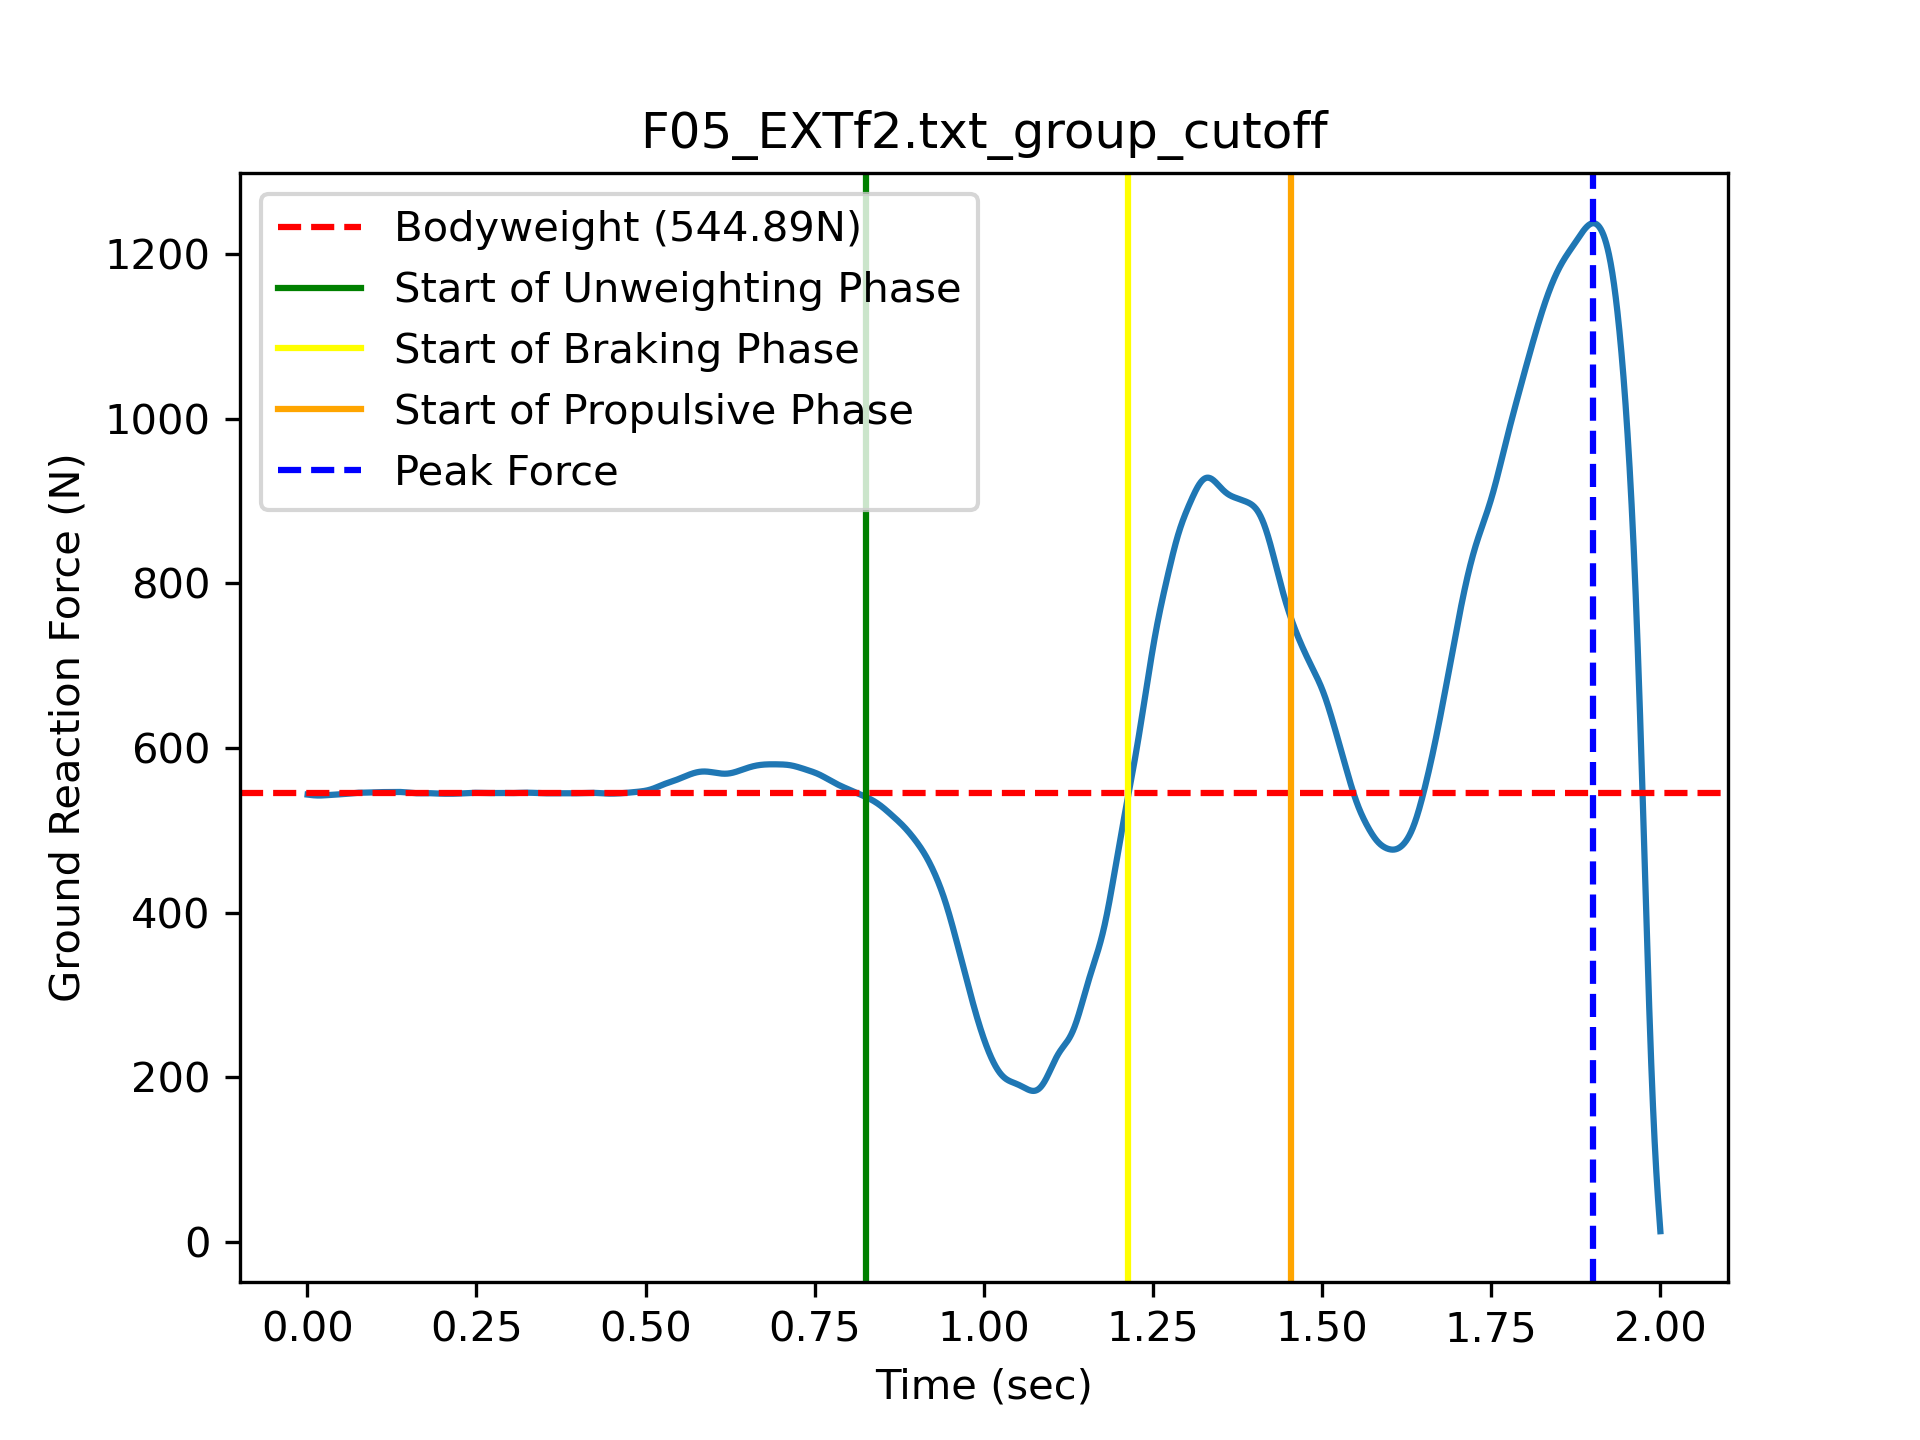 F05_EXTf2.txt_group_cutoff
Bodyweight (544.89N)
Start of Unweighting Phase
Start of Braking Phase
Start of Propulsive Phase
Peak Force
Ground Reaction Force (N)
1200
1000
800
600
400
200
0
0.00 0.25 0.50 0.75 1.00 1.25 1.50 1.75 2.00
Time (sec)